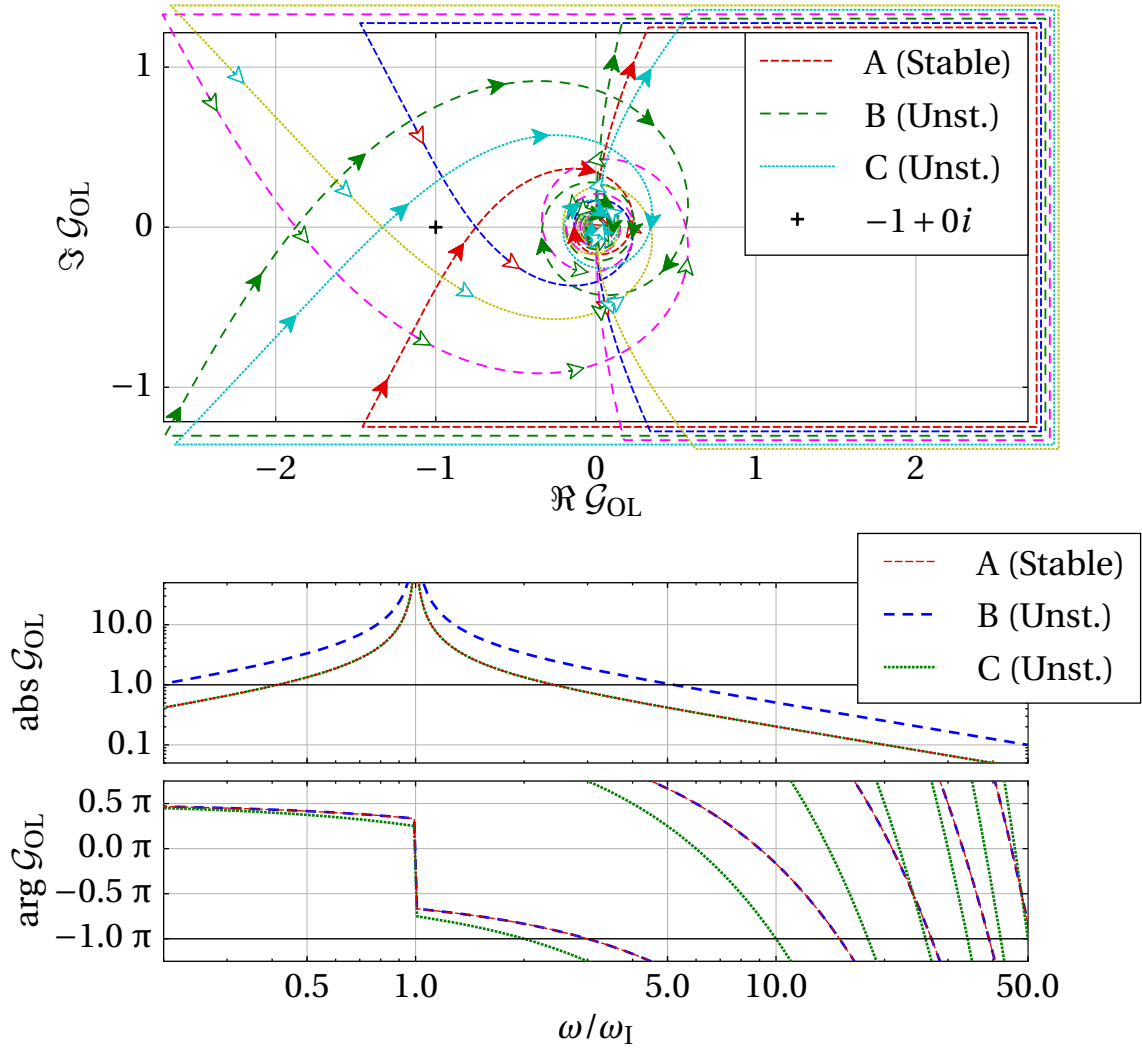 1
0
−1
ℑ 𝒢OL
−2
−1
0
1
2
ℜ 𝒢OL
A (Stable)
B (Unst.)
C (Unst.)
−1+0i
A (Stable)
B (Unst.)
C (Unst.)
10.0
1.0
0.1
abs 𝒢OL
0.5 π
0.0 π
−0.5 π
−1.0 π
arg 𝒢OL
0.5
1.0
5.0
10.0
50.0
ω/ωI